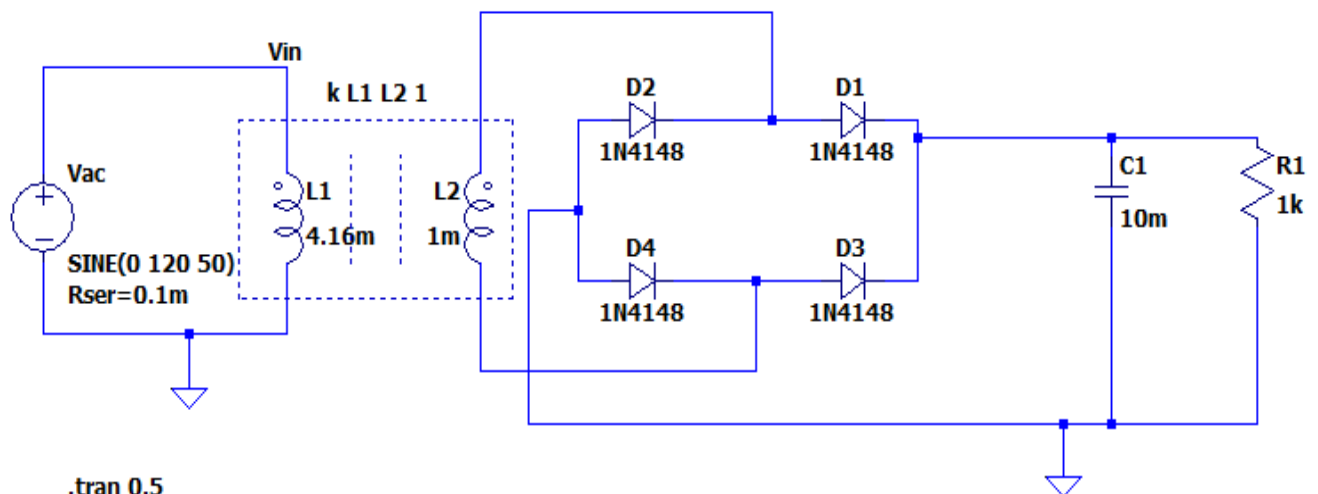 Vin
k L1 L2 1
D2
D1
1N4148
1N4148
Vac
L1
L2
C1
R1
4.16m
1m
10m
1k
D4
D3
SINE(0 120 50)
Rser=0.1m
1N4148
1N4148
.tran 0.5